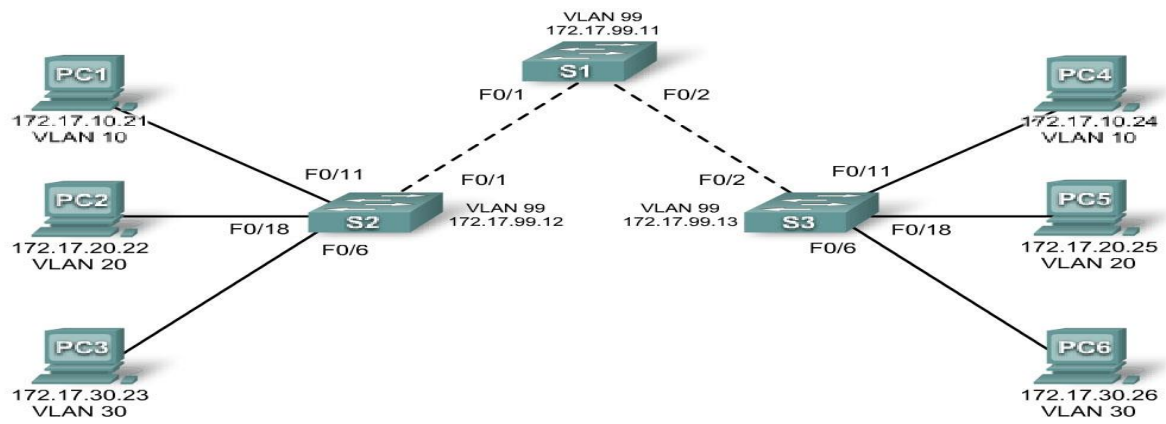 VLAN 99
172.17.99.11
S1
F0/1
F0/2
PC1
172.17.10.21
VLAN 10
PC4
172.17.10.24
VLAN 10
F0/11
F0/1
F0/2
F0/11
PC2
172.17.20.22
VLAN 20
F0/18
S2
VLAN 99
172.17.99.12
F0/6
VLAN 99
172.17.99.13
S3
F0/18
F0/6
PC5
172.17.20.25
VLAN 20
PC3
172.17.30.23
VLAN 30
PC6
172.17.30.26
VLAN 30